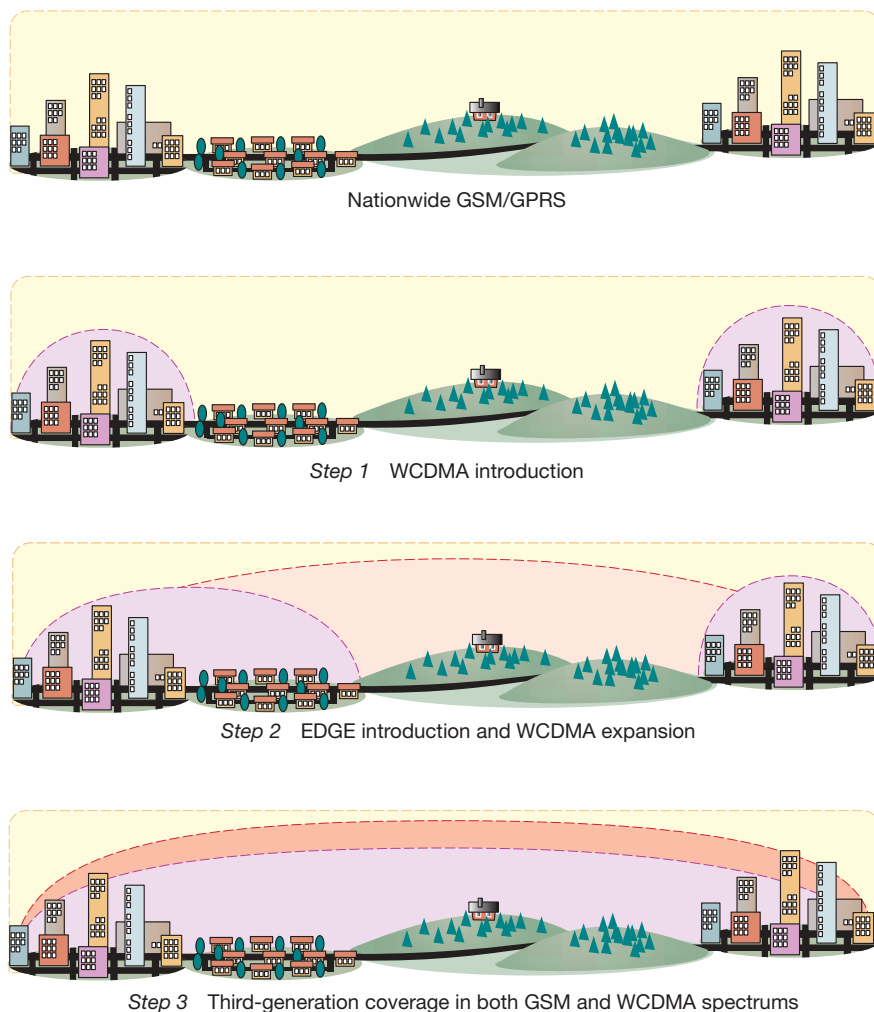 Nationwide GSM/GPRS
Step 1 WCDMA introduction
Step 2 EDGE introduction and WCDMA expansion
Step 3 Third-generation coverage in both GSM and WCDMA spectrums